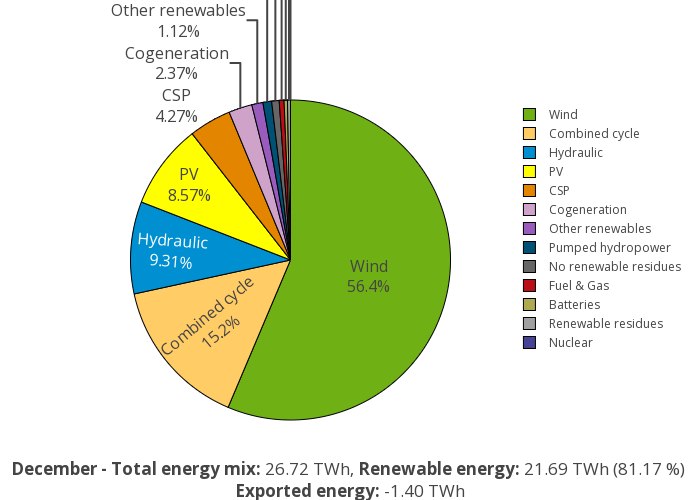 Other renewables
1.12%
Cogeneration
2.37%
CSP
4.27%
PV
8.57%
Hydraulic
9.31%
Combined cycle
15.2%
Wind
56.4%
Wind
Combined cycle
Hydraulic
PV
CSP
Cogeneration
Other renewables
Pumped hydropower
No renewable residues
Fuel & Gas
Batteries
Renewable residues
Nuclear
December - Total energy mix: 26.72 TWh, Renewable energy: 21.69 TWh (81.17 %)
Exported energy: -1.40 TWh